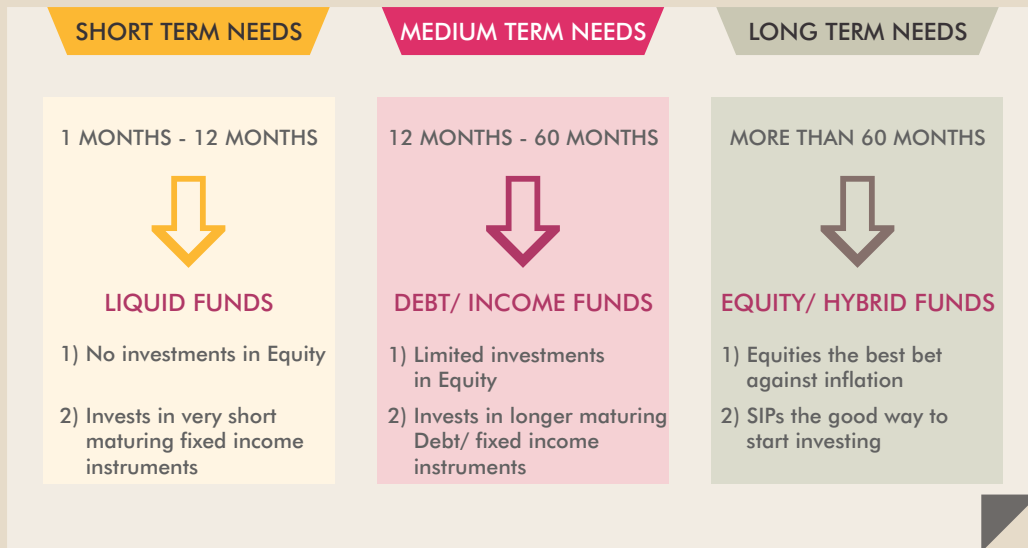 SHORT TERM NEEDS
1 MONTHS - 12 MONTHS
LIQUID FUNDS
1) No investments in Equity
2) Invests in very short
maturing fixed income
instruments
MEDIUM TERM NEEDS
12 MONTHS - 60 MONTHS
DEBT/ INCOME FUNDS
1) Limited investments
in Equity
2) Invests in longer maturing
Debt/ fixed income
instruments
LONG TERM NEEDS
MORE THAN 60 MONTHS
EQUITY/ HYBRID FUNDS
1) Equities the best bet
against inflation
2) SIPs the good way to
start investing